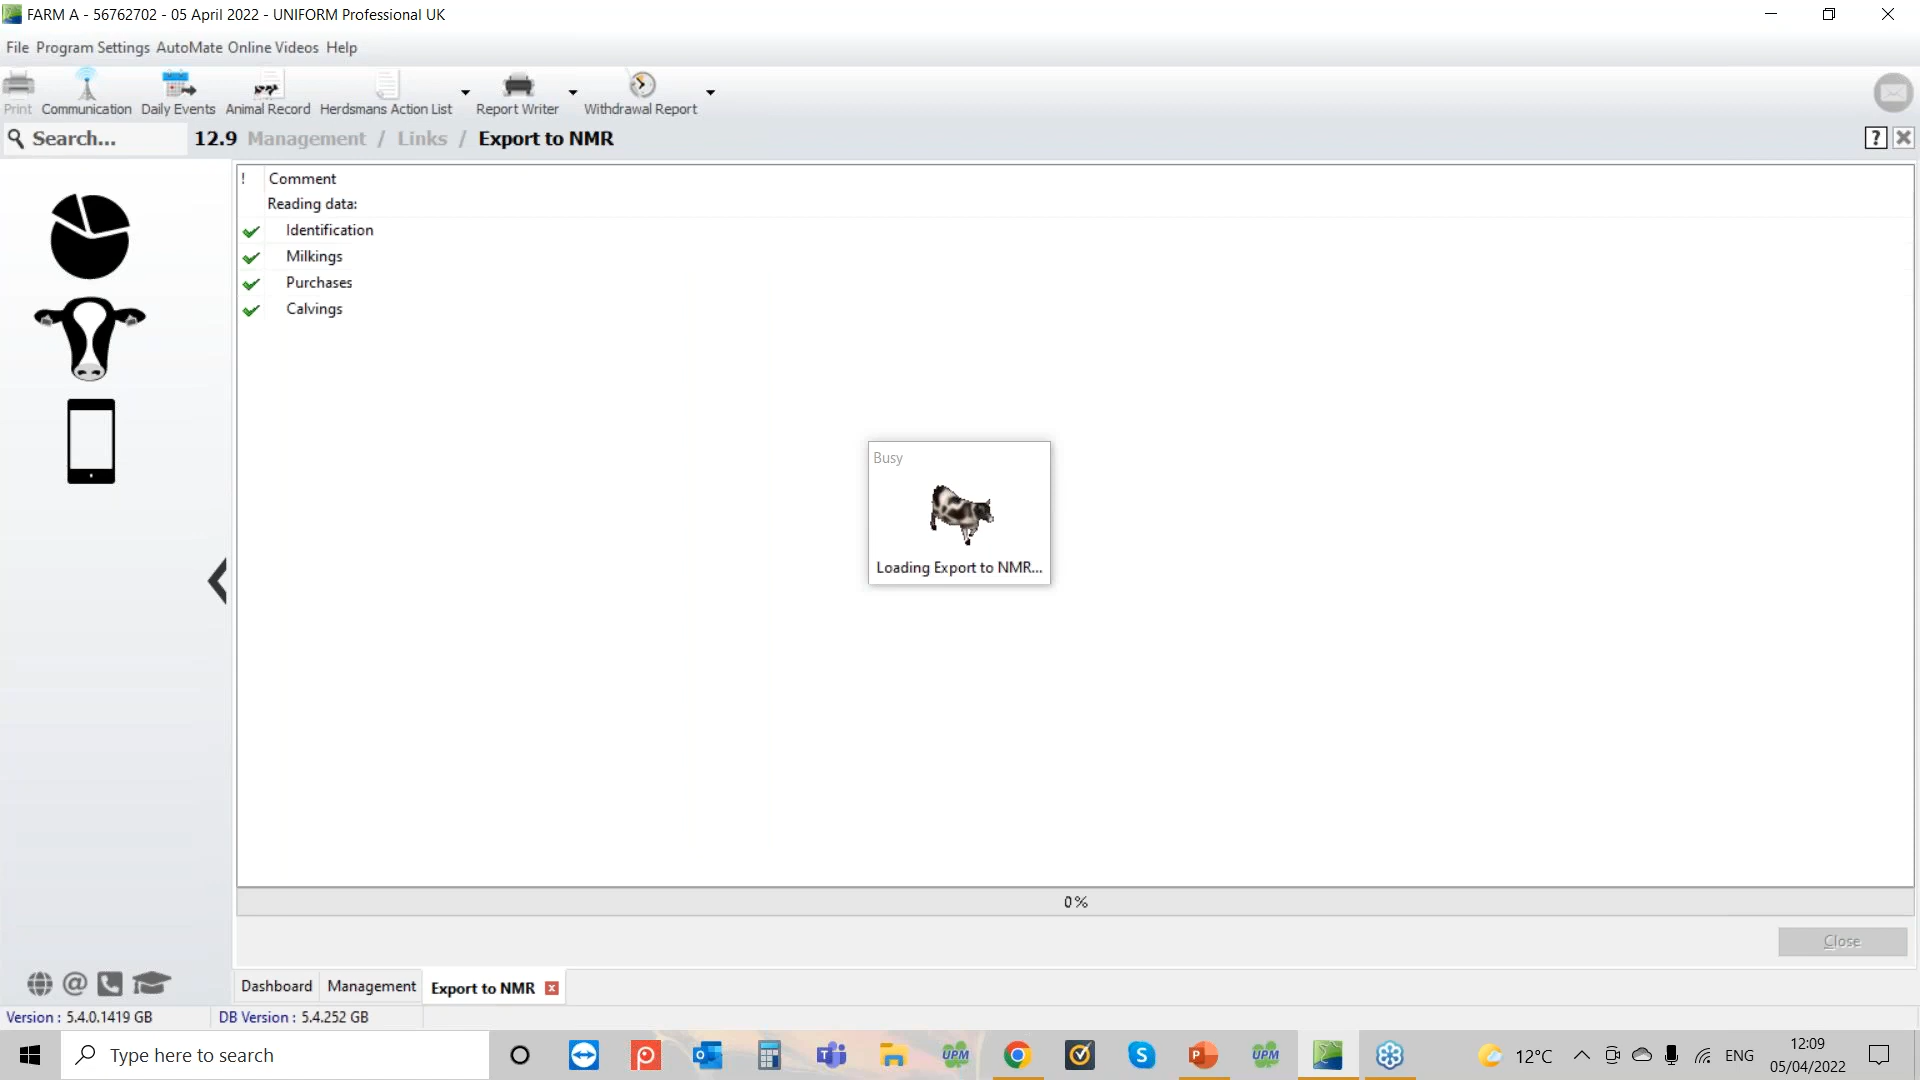 FARM A - 56762702 - 05 April 2022 - UNIFORM Professional UK
File Program Settings AutoMate Online Videos Help
Print Communication Daily Events Animal Record Herdsmans Action List Report Writer Withdrawal Report
Search... 12.9 Management / Links / Export to NMR ?
! Comment
Reading data:
Identification
Milkings
Purchases
Calvings
Busy
Loading Export to NMR...
0%
Close
Dashboard Management Export to NMR
Version : 5.4.0.1419 GB DB Version : 5.4.252 GB
Type here to search UPM UPM 12°C ENG 12:09
05/04/2022